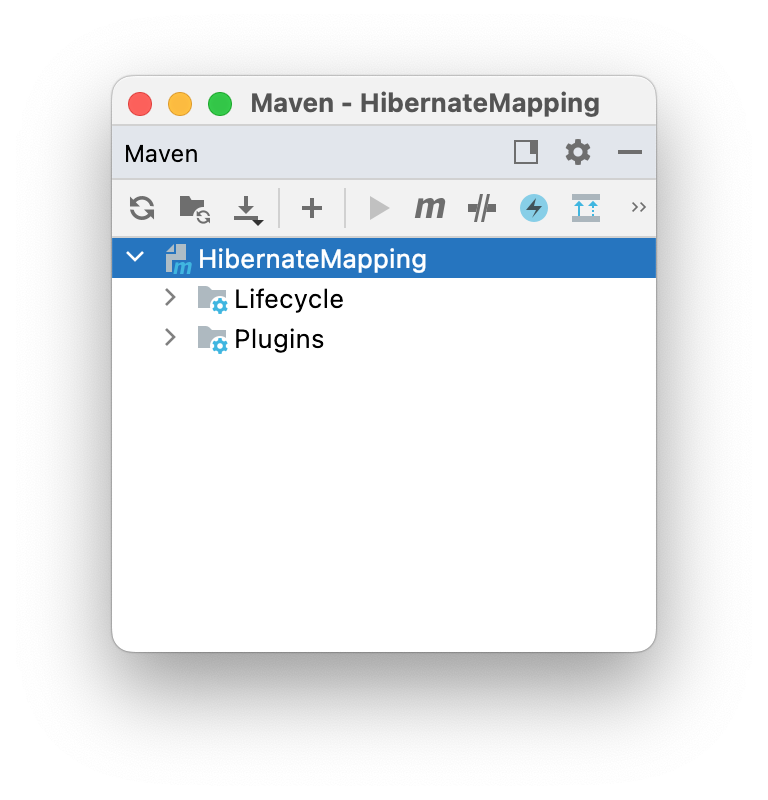 Maven - HibernateMapping
Maven
m
HibernateMapping
Lifecycle
Plugins